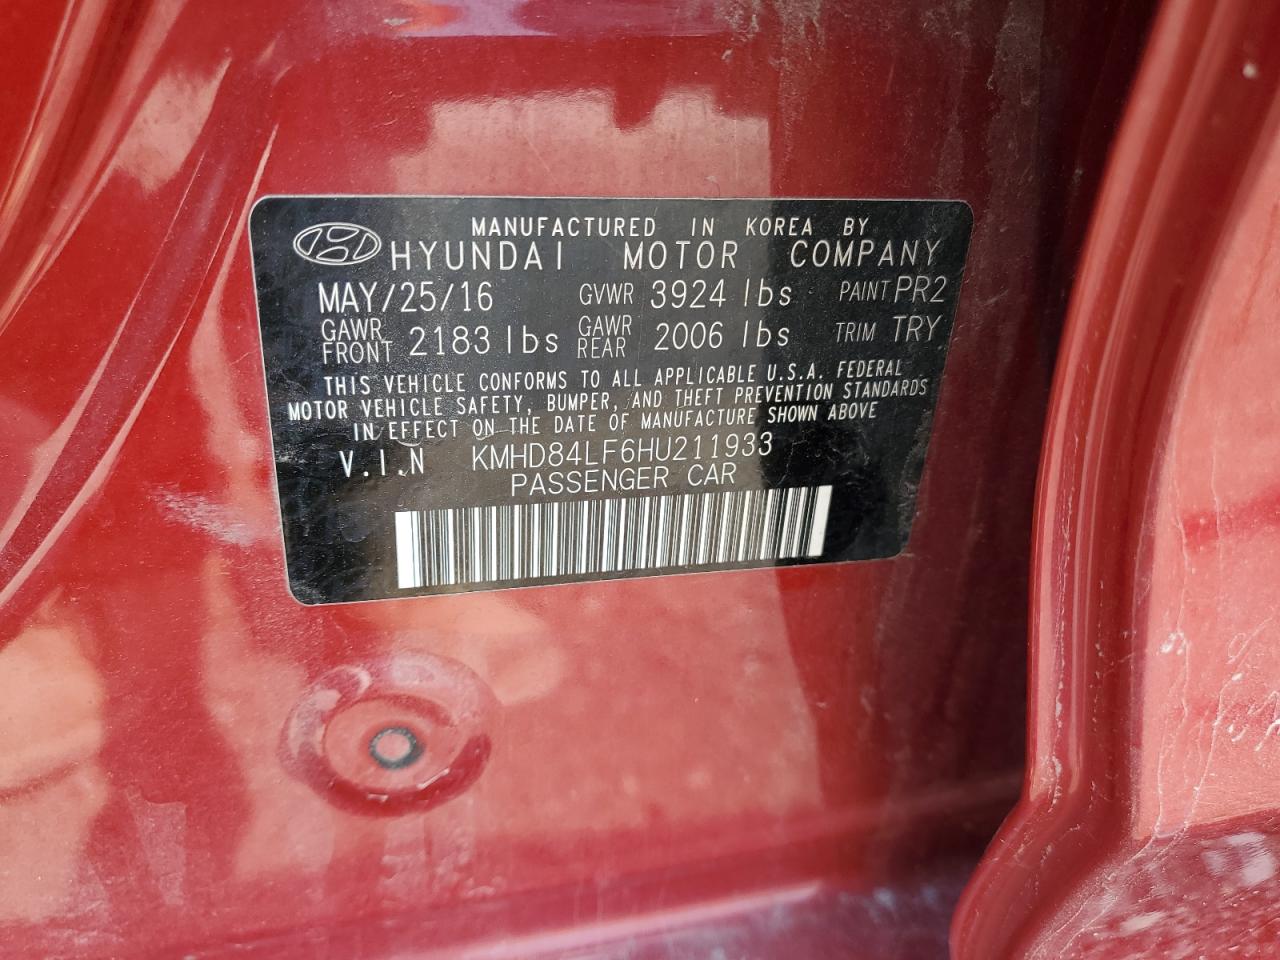 MANUFACTURED IN KOREA BY
HYUNDAI MOTOR COMPANY
MAY/25/16 GVWR 3924 lbs PAINT PR2
GAWR FRONT 2183 lbs GAWR REAR 2006 lbs TRIM TRY
THIS VEHICLE CONFORMS TO ALL APPLICABLE U.S.A. FEDERAL
MOTOR VEHICLE SAFETY, BUMPER, AND THEFT PREVENTION STANDARDS
IN EFFECT ON THE DATE OF MANUFACTURE SHOWN ABOVE
V.I.N KMHD84LF6HU211933
PASSENGER CAR